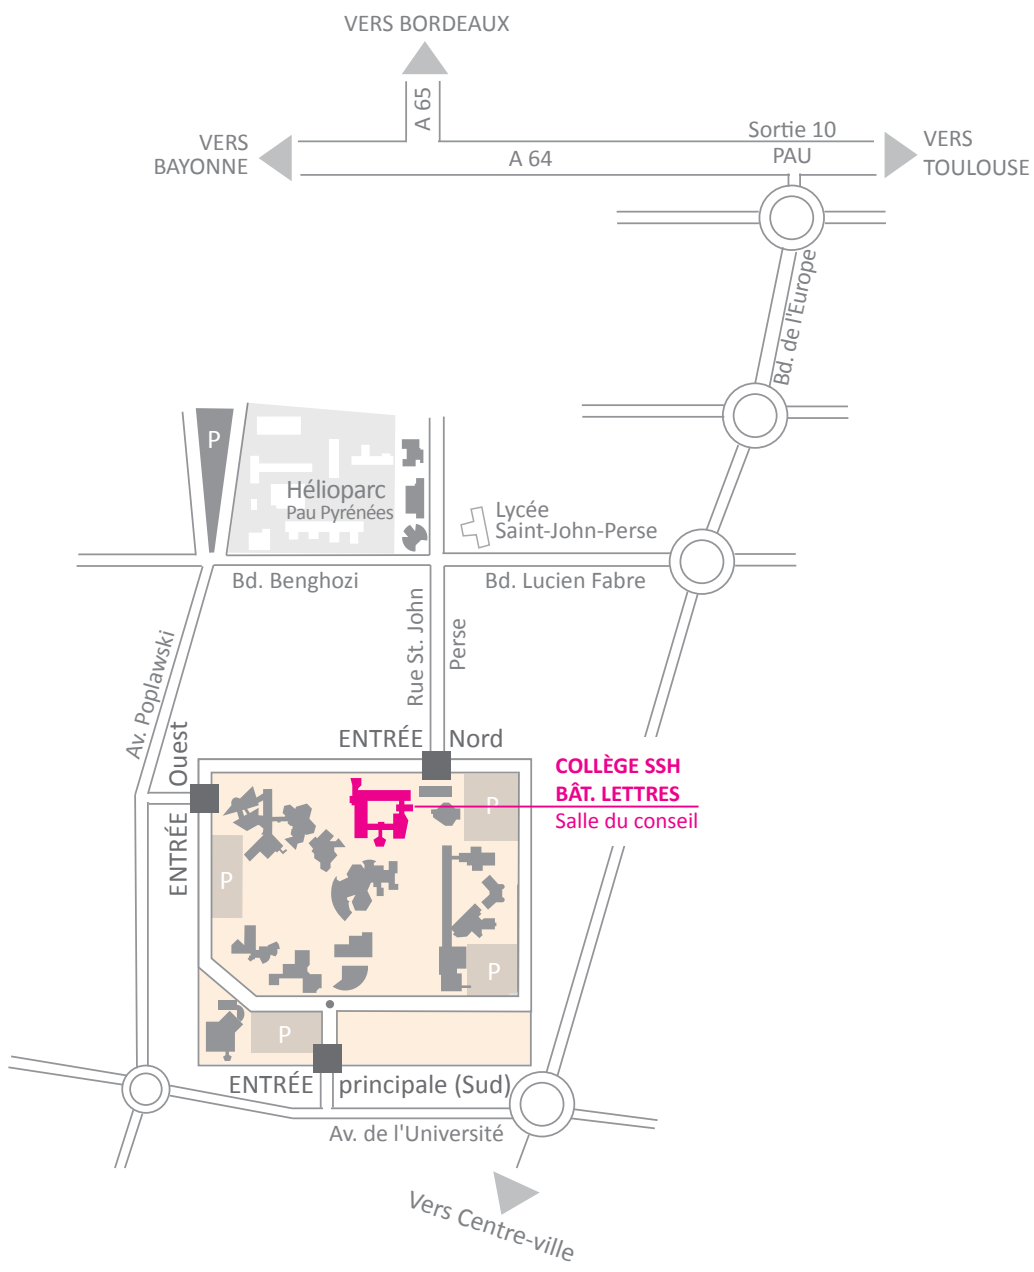 VERS BORDEAUX
A 65
VERS
BAYONNE
A 64
Sortie 10
PAU
VERS
TOULOUSE
Bd. de l'Europe
P
Hélioparc
Pau Pyrénées
Lycée
Saint-John-Perse
Bd. Benghozi
Bd. Lucien Fabre
Av. Poplawski
Rue St. John
Perse
ENTRÉE Ouest
ENTRÉE Nord
COLLÈGE SSH
BÂT. LETTRES
Salle du conseil
P
P
P
P
ENTRÉE principale (Sud)
Av. de l'Université
Vers Centre-ville